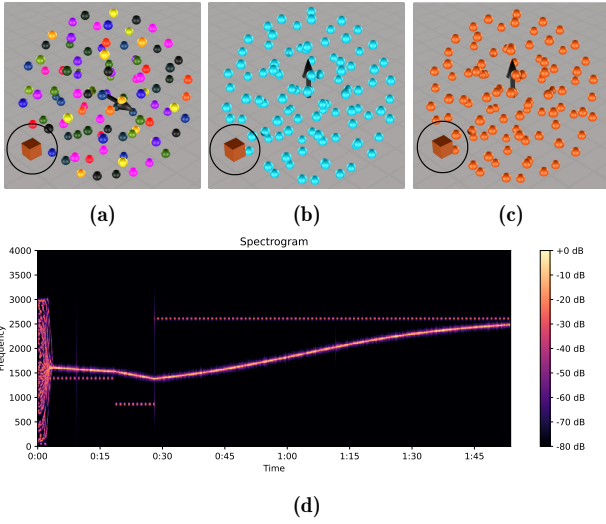 (a) (b) (c)
Spectrogram
4000
3500
3000
2500
2000
1500
1000
500
0
0:00 0:15 0:30 0:45 1:00 1:15 1:30 1:45
Time
+0 dB
-10 dB
-20 dB
-30 dB
-40 dB
-50 dB
-60 dB
-70 dB
-80 dB
(d)